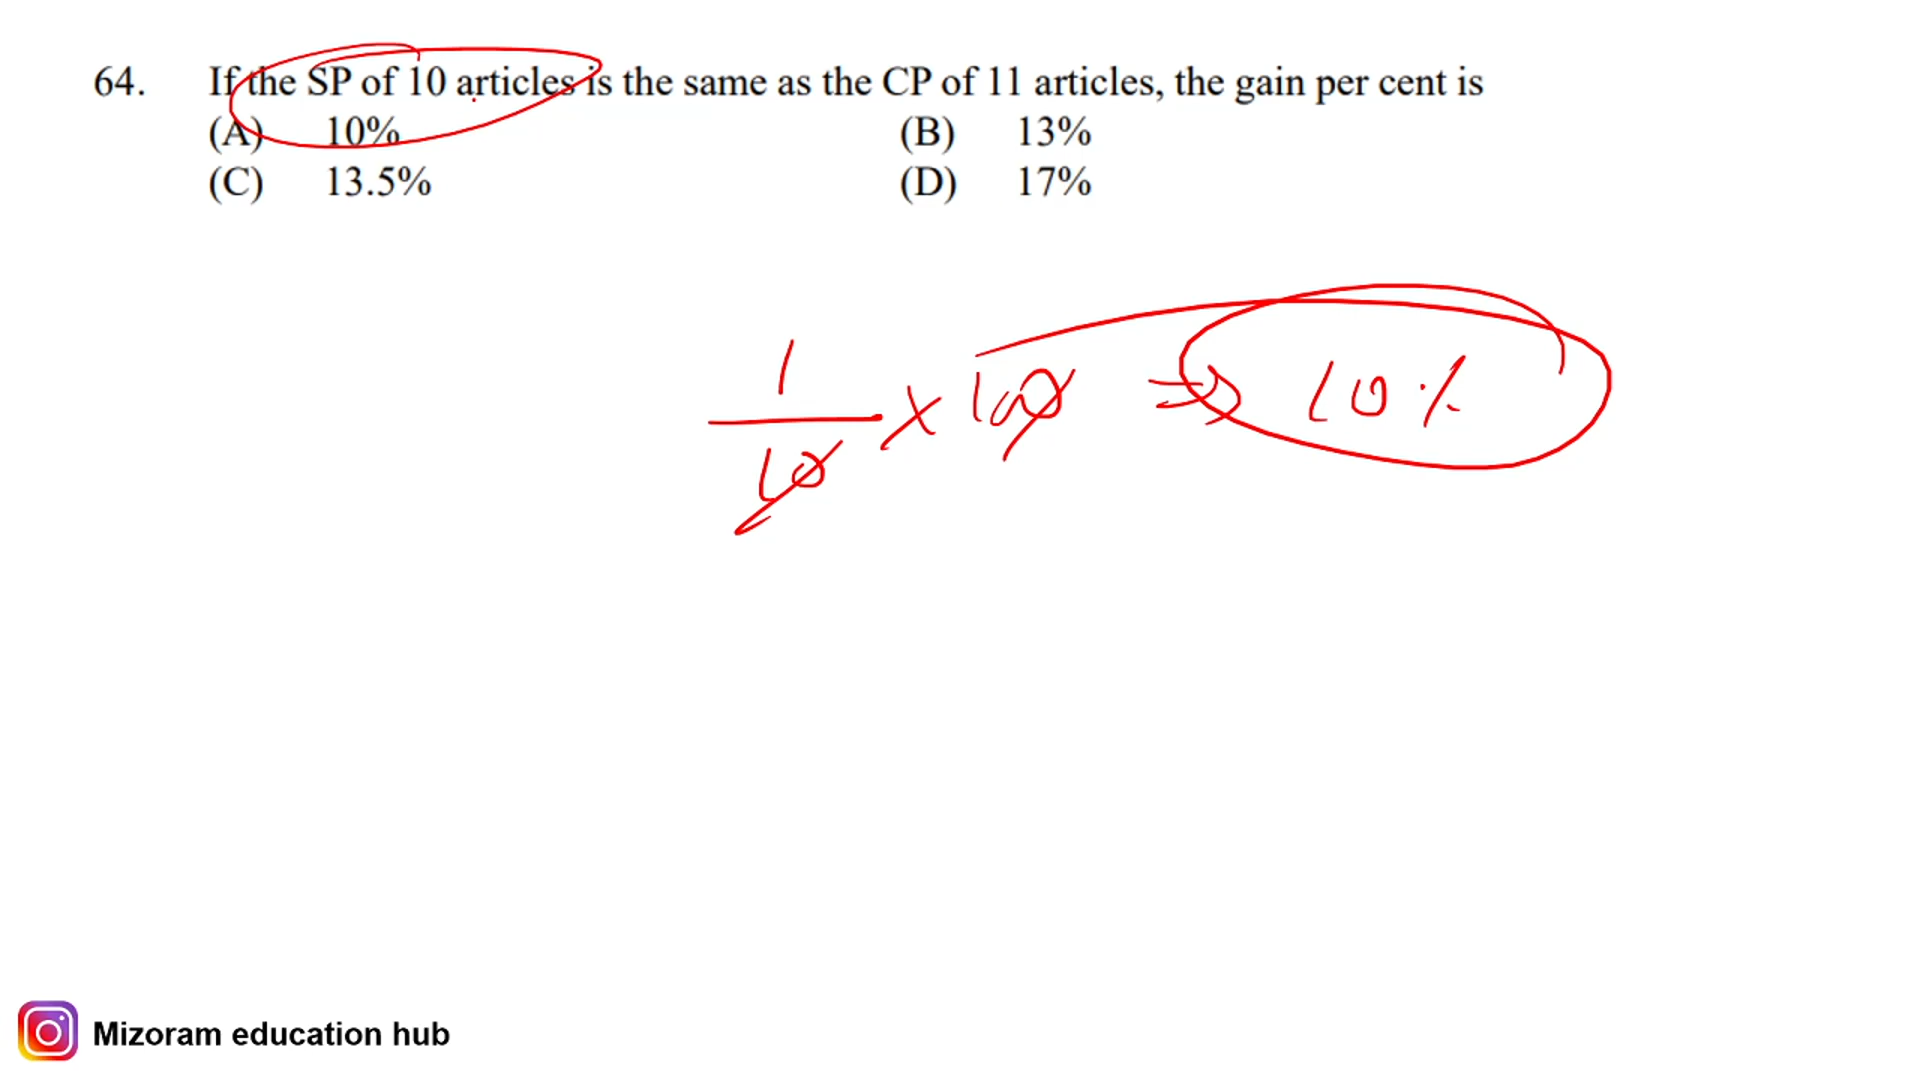 64. If the SP of 10 articles is the same as the CP of 11 articles, the gain per cent is
(A) 10% (B) 13%
(C) 13.5% (D) 17%
1/10 × 100 ⇒ 10%
Mizoram education hub